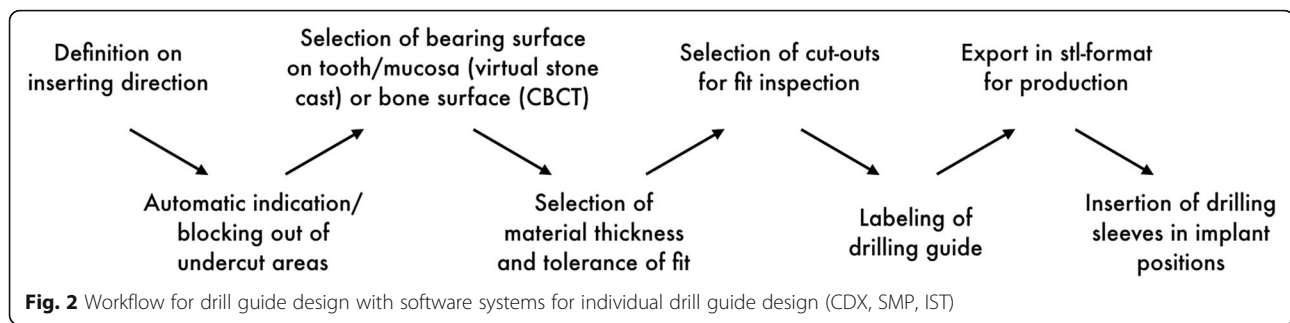 Definition on
inserting direction
Automatic indication/
blocking out of
undercut areas
Selection of bearing surface
on tooth/mucosa (virtual stone
cast) or bone surface (CBCT)
Selection of
material thickness
and tolerance of fit
Selection of cut-outs
for fit inspection
Labeling of
drilling guide
Export in stl-format
for production
Insertion of drilling
sleeves in implant
positions
Fig. 2 Workflow for drill guide design with software systems for individual drill guide design (CDX, SMP, IST)